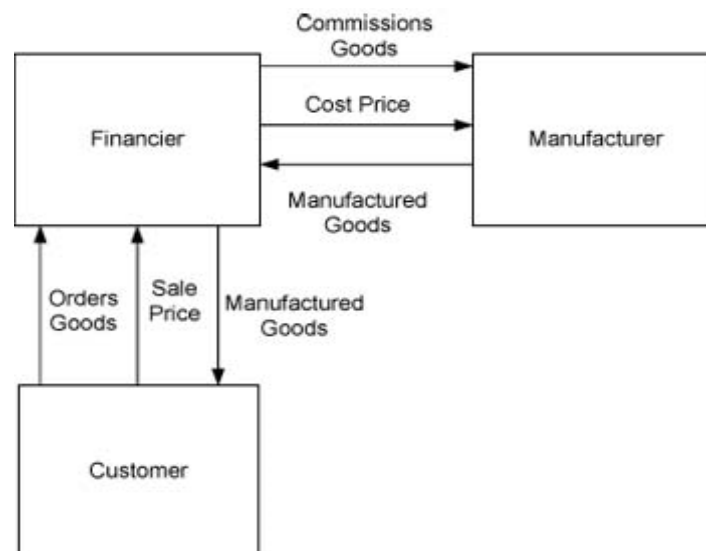 Commissions
Goods
Cost Price
Financier
Manufacturer
Manufactured
Goods
Orders
Goods
Sale
Price
Manufactured
Goods
Customer